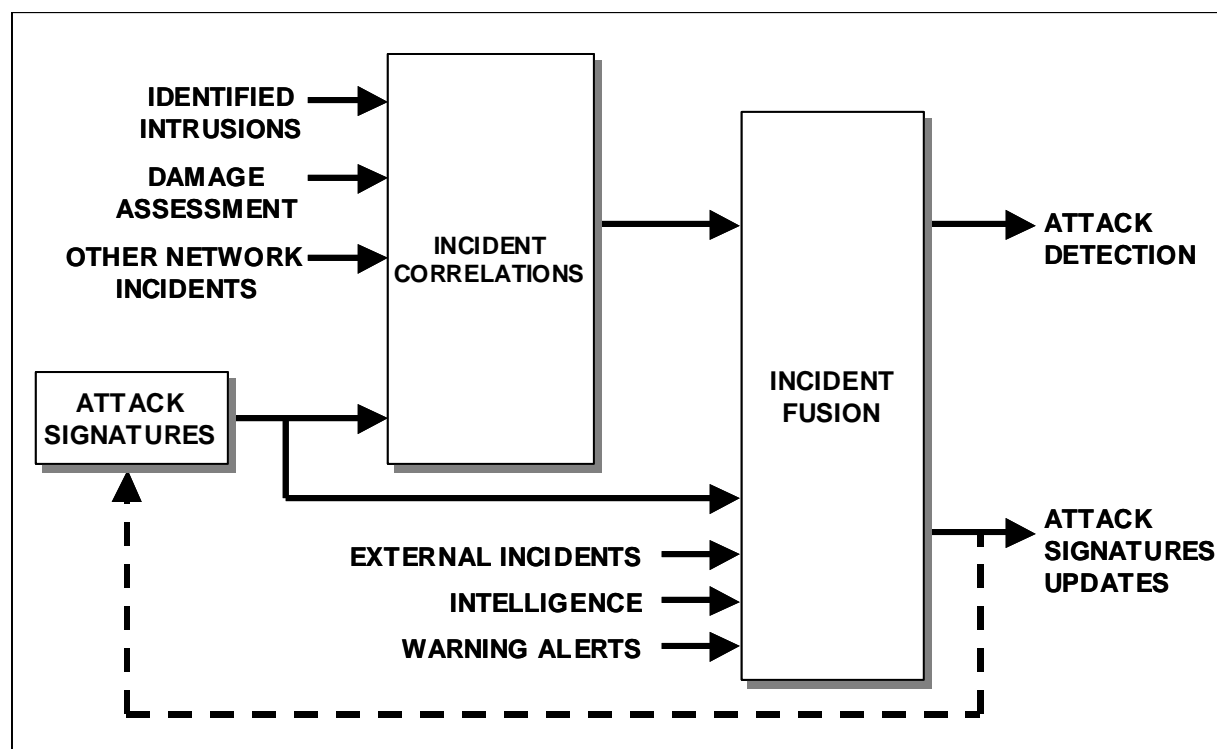 IDENTIFIED
INTRUSIONS
DAMAGE
ASSESSMENT
OTHER NETWORK
INCIDENTS
INCIDENT
CORRELATIONS
ATTACK
SIGNATURES
INCIDENT
FUSION
EXTERNAL INCIDENTS
INTELLIGENCE
WARNING ALERTS
ATTACK
DETECTION
ATTACK
SIGNATURES
UPDATES